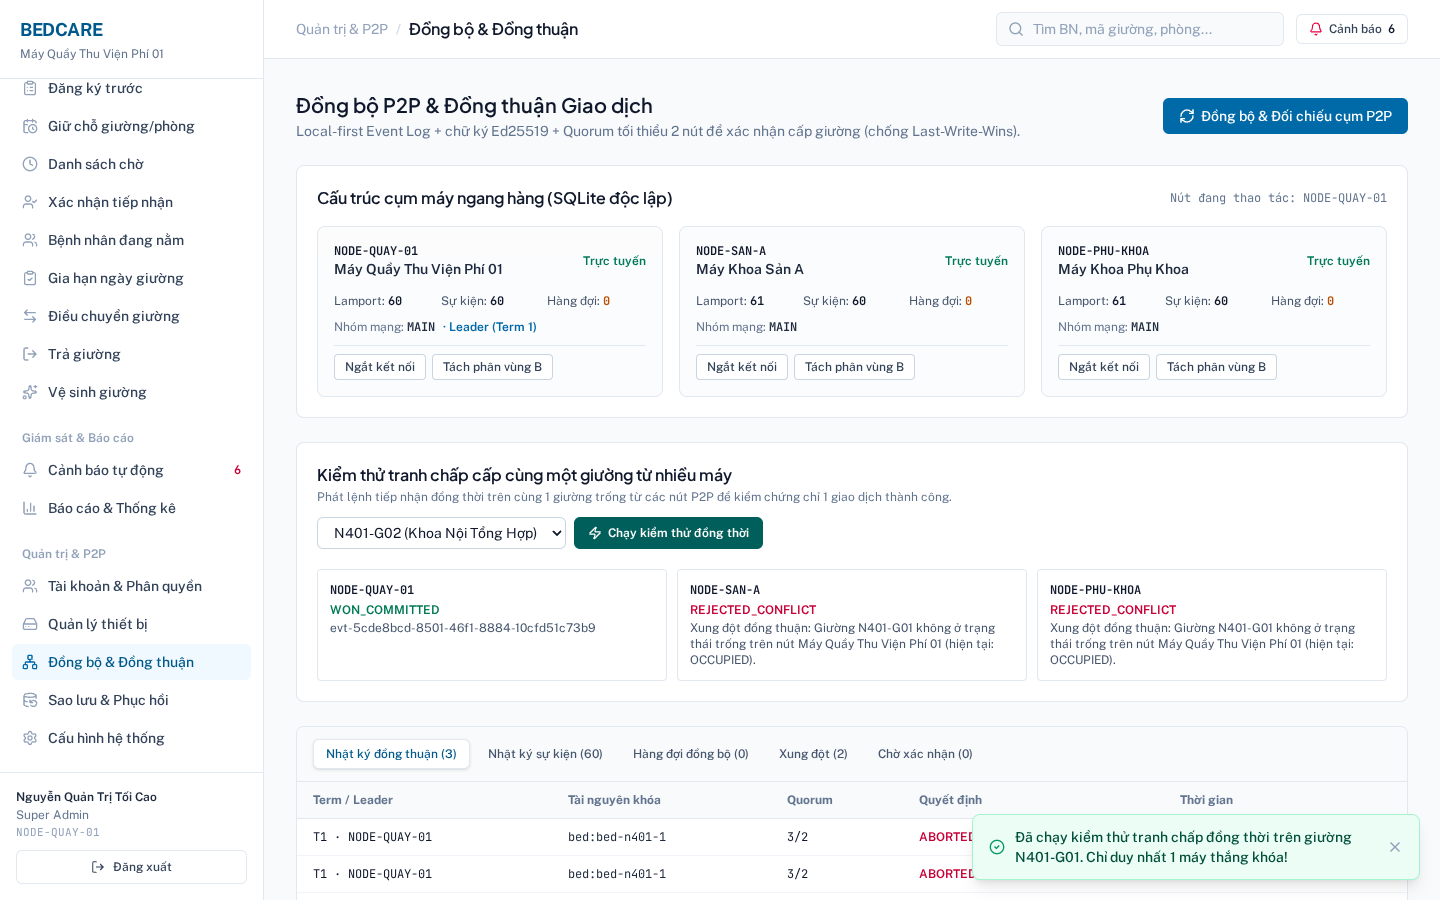 BEDCARE
Máy Quầy Thu Viện Phí 01
Đăng ký trước
Giữ chỗ giường/phòng
Danh sách chờ
Xác nhận tiếp nhận
Bệnh nhân đang nằm
Gia hạn ngày giường
Điều chuyển giường
Trả giường
Vệ sinh giường
Giám sát & Báo cáo
Cảnh báo tự động 6
Báo cáo & Thống kê
Quản trị & P2P
Tài khoản & Phân quyền
Quản lý thiết bị
Đồng bộ & Đồng thuận
Sao lưu & Phục hồi
Cấu hình hệ thống
Nguyễn Quản Trị Tối Cao
Super Admin
NODE-QUAY-01
Đăng xuất
Quản trị & P2P / Đồng bộ & Đồng thuận
Tìm BN, mã giường, phòng...
Cảnh báo 6
Đồng bộ P2P & Đồng thuận Giao dịch
Local-first Event Log + chữ ký Ed25519 + Quorum tối thiểu 2 nút để xác nhận cấp giường (chống Last-Write-Wins).
Đồng bộ & Đối chiếu cụm P2P
Cấu trúc cụm máy ngang hàng (SQLite độc lập)
Nút đang thao tác: NODE-QUAY-01
NODE-QUAY-01
Máy Quầy Thu Viện Phí 01
Trực tuyến
Lamport: 60 Sự kiện: 60 Hàng đợi: 0
Nhóm mạng: MAIN · Leader (Term 1)
Ngắt kết nối Tách phân vùng B
NODE-SAN-A
Máy Khoa Sản A
Trực tuyến
Lamport: 61 Sự kiện: 60 Hàng đợi: 0
Nhóm mạng: MAIN
Ngắt kết nối Tách phân vùng B
NODE-PHU-KHOA
Máy Khoa Phụ Khoa
Trực tuyến
Lamport: 61 Sự kiện: 60 Hàng đợi: 0
Nhóm mạng: MAIN
Ngắt kết nối Tách phân vùng B
Kiểm thử tranh chấp cấp cùng một giường từ nhiều máy
Phát lệnh tiếp nhận đồng thời trên cùng 1 giường trống từ các nút P2P để kiểm chứng chỉ 1 giao dịch thành công.
N401-G02 (Khoa Nội Tổng Hợp)
Chạy kiểm thử đồng thời
NODE-QUAY-01
WON_COMMITTED
evt-5cde8bcd-8501-46f1-8884-10cfd51c73b9
NODE-SAN-A
REJECTED_CONFLICT
Xung đột đồng thuận: Giường N401-G01 không ở trạng
thái trống trên nút Máy Quầy Thu Viện Phí 01 (hiện tại:
OCCUPIED).
NODE-PHU-KHOA
REJECTED_CONFLICT
Xung đột đồng thuận: Giường N401-G01 không ở trạng
thái trống trên nút Máy Quầy Thu Viện Phí 01 (hiện tại:
OCCUPIED).
Nhật ký đồng thuận (3) Nhật ký sự kiện (60) Hàng đợi đồng bộ (0) Xung đột (2) Chờ xác nhận (0)
Term / Leader Tài nguyên khóa Quorum Quyết định Thời gian
T1 · NODE-QUAY-01 bed:bed-n401-1 3/2 ABORTED
T1 · NODE-QUAY-01 bed:bed-n401-1 3/2 ABORTED
Đã chạy kiểm thử tranh chấp đồng thời trên giường
N401-G01. Chỉ duy nhất 1 máy thắng khóa!